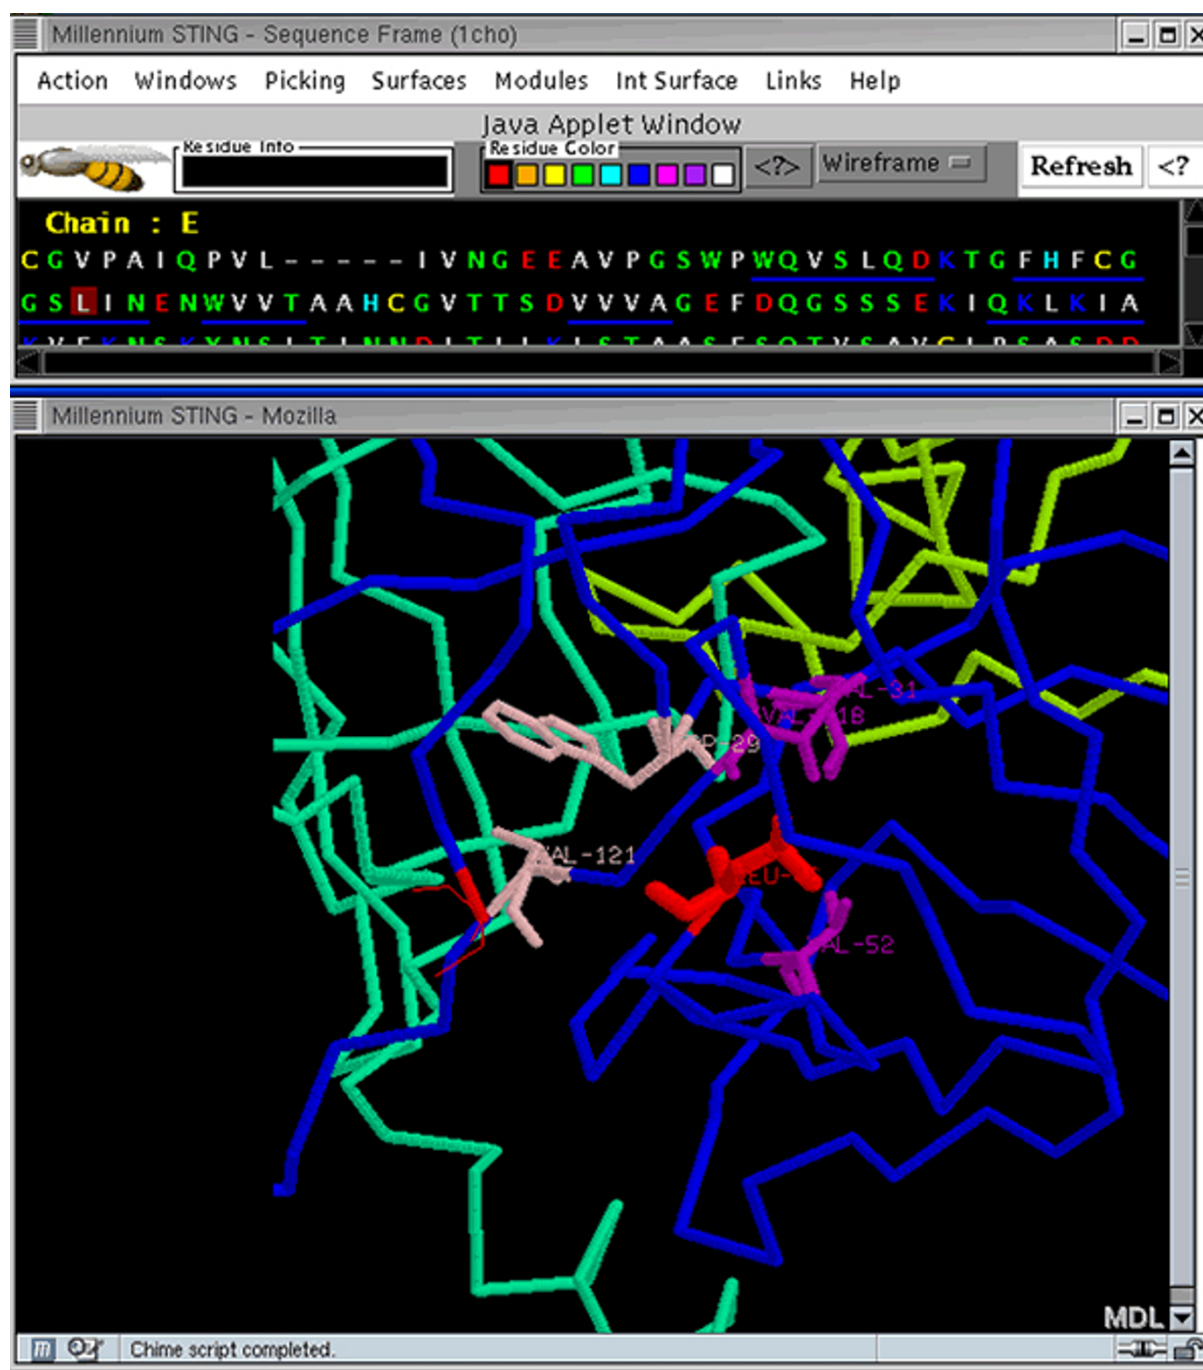 Millennium STING - Sequence Frame (1cho)
Action Windows Picking Surfaces Modules Int Surface Links Help
Java Applet Window
Residue Info Residue Color <?> Wireframe Refresh <?
Chain : E
C G V P A I Q P V L - - - - - I V N G E E A V P G S W P W Q V S L Q D K T G F H F C G
G S L I N E N W V V T A A H C G V T T S D V V V A G E F D Q G S S S E K I Q K L K I A
Millennium STING - Mozilla
VAL-121
VAL-52
MDL
Chime script completed.